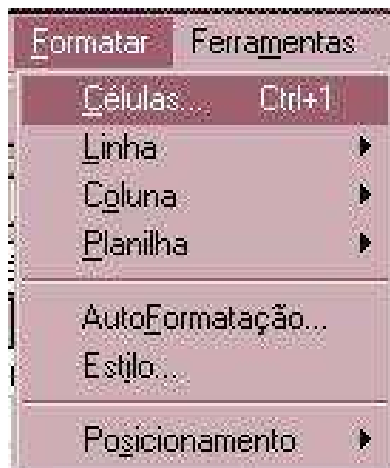 Formatar Ferramentas
Células... Ctrl+1
Linha
Coluna
Planilha
AutoFormatação...
Estilo...
Posicionamento